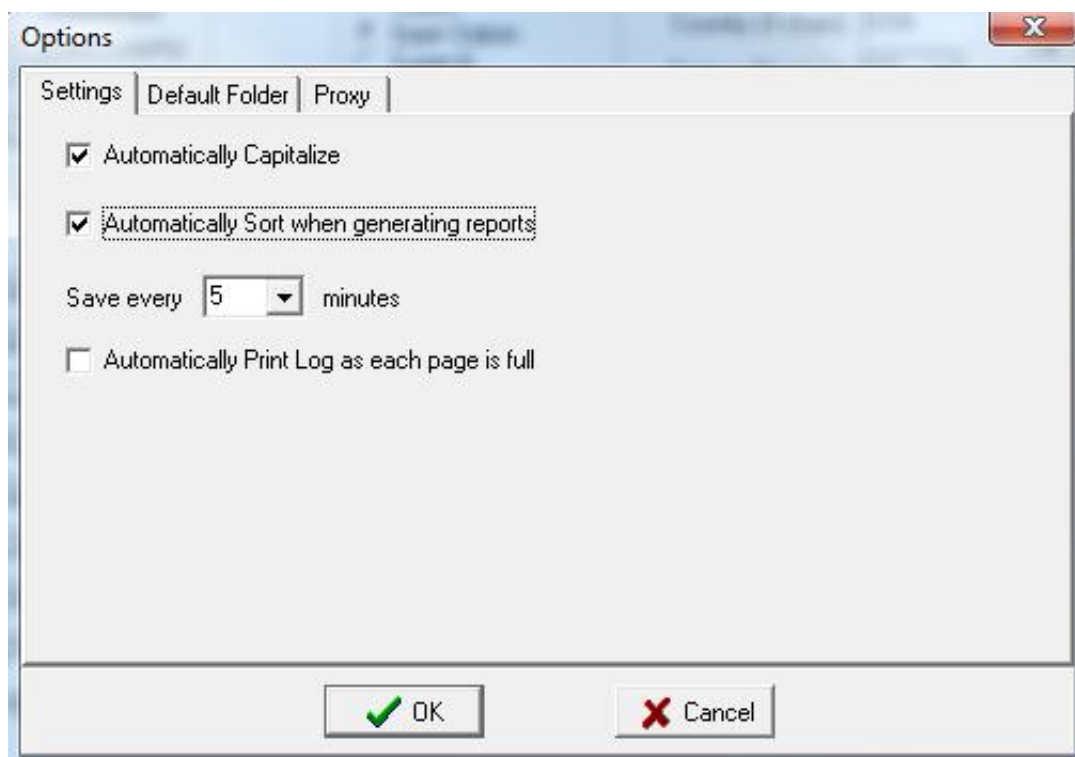 Options
Settings Default Folder Proxy
Automatically Capitalize
Automatically Sort when generating reports
Save every 5 minutes
Automatically Print Log as each page is full
OK Cancel